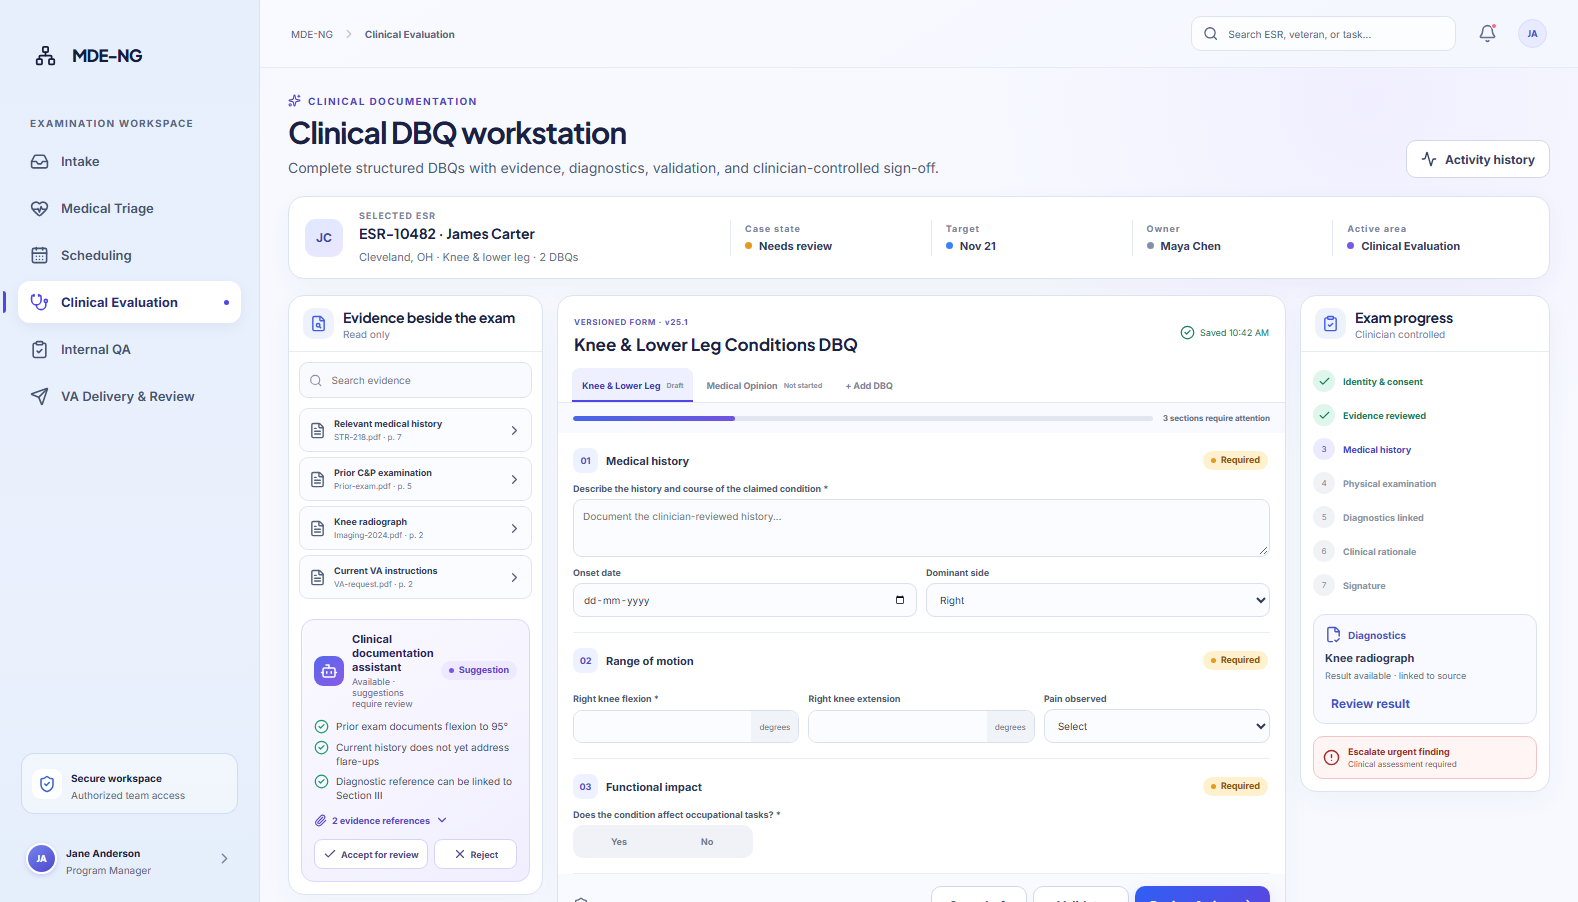 MDE-NG
EXAMINATION WORKSPACE
Intake
Medical Triage
Scheduling
Clinical Evaluation
Internal QA
VA Delivery & Review
Secure workspace
Authorized team access
JA
Jane Anderson
Program Manager
MDE-NG
Clinical Evaluation
Search ESR, veteran, or task...
JA
CLINICAL DOCUMENTATION
Clinical DBQ workstation
Complete structured DBQs with evidence, diagnostics, validation, and clinician-controlled sign-off.
Activity history
JC
SELECTED ESR
ESR-10482 · James Carter
Cleveland, OH · Knee & lower leg · 2 DBQs
Case state
Needs review
Target
Nov 21
Owner
Maya Chen
Active area
Clinical Evaluation
Evidence beside the exam
Read only
Search evidence
Relevant medical history
STR-218.pdf · p. 7
Prior C&P examination
Prior-exam.pdf · p. 5
Knee radiograph
Imaging-2024.pdf · p. 2
Current VA instructions
VA-request.pdf · p. 2
Clinical
documentation
assistant
Available ·
suggestions
require review
Suggestion
Prior exam documents flexion to 95°
Current history does not yet address
flare-ups
Diagnostic reference can be linked to
Section III
2 evidence references
Accept for review
Reject
VERSIONED FORM · v25.1
Knee & Lower Leg Conditions DBQ
Saved 10:42 AM
Knee & Lower Leg Draft
Medical Opinion Not started
+ Add DBQ
3 sections require attention
01 Medical history
Required
Describe the history and course of the claimed condition *
Document the clinician-reviewed history...
Onset date
dd-mm-yyyy
Dominant side
Right
02 Range of motion
Required
Right knee flexion *
degrees
Right knee extension
degrees
Pain observed
Select
03 Functional impact
Required
Does the condition affect occupational tasks? *
Yes
No
Exam progress
Clinician controlled
Identity & consent
Evidence reviewed
3 Medical history
4 Physical examination
5 Diagnostics linked
6 Clinical rationale
7 Signature
Diagnostics
Knee radiograph
Result available · linked to source
Review result
Escalate urgent finding
Clinical assessment required